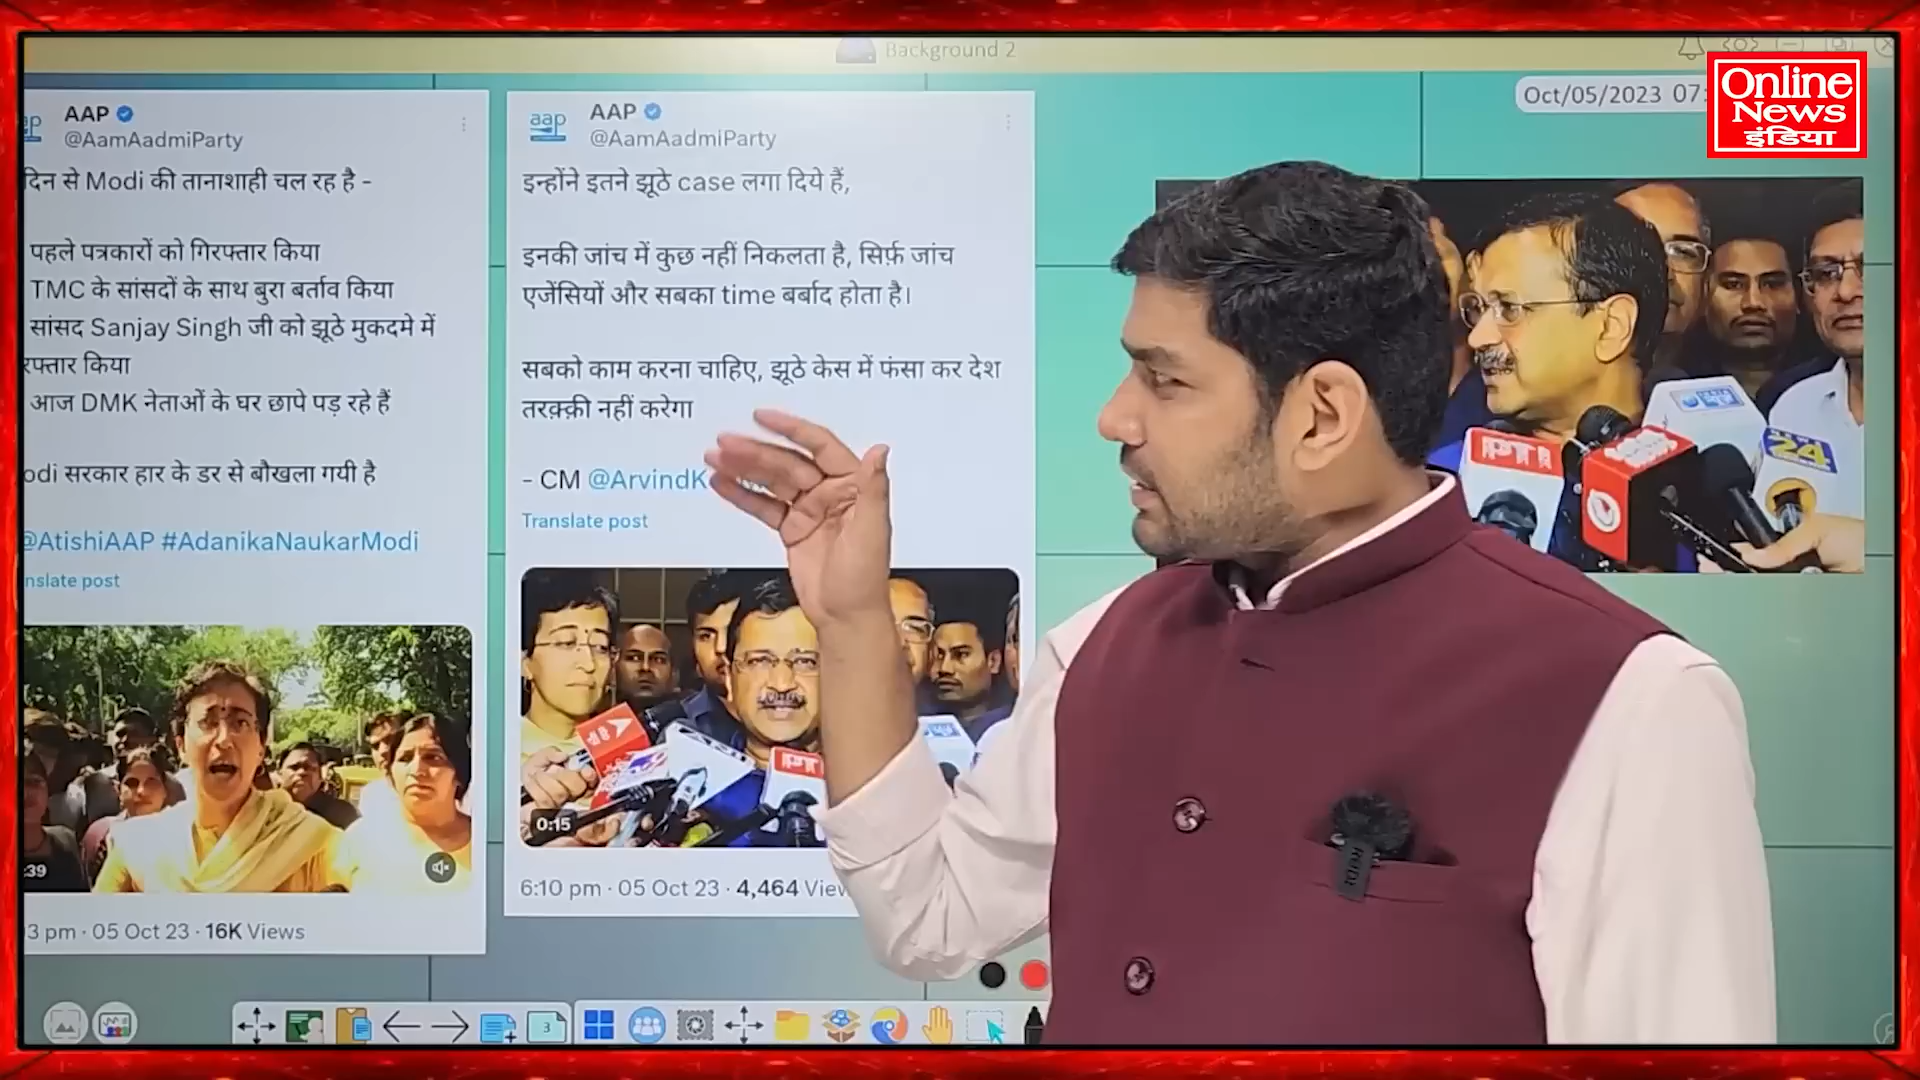 Background 2
Oct/05/2023 07:
Online
News
इंडिया
AAP
@AamAadmiParty
दिन से Modi की तानाशाही चल रह है -
पहले पत्रकारों को गिरफ्तार किया
TMC के सांसदों के साथ बुरा बर्ताव किया
सांसद Sanjay Singh जी को झूठे मुकदमे में
रफ्तार किया
आज DMK नेताओं के घर छापे पड़ रहे हैं
odi सरकार हार के डर से बौखला गयी है
@AtishiAAP #AdanikaNaukarModi
nslate post
:39
3 pm · 05 Oct 23 · 16K Views
aap
AAP
@AamAadmiParty
इन्होंने इतने झूठे case लगा दिये हैं,
इनकी जांच में कुछ नहीं निकलता है, सिर्फ़ जांच
एजेंसियों और सबका time बर्बाद होता है।
सबको काम करना चाहिए, झूठे केस में फंसा कर देश
तरक़्क़ी नहीं करेगा
- CM @ArvindK
Translate post
0:15
6:10 pm · 05 Oct 23 · 4,464 View
24
3